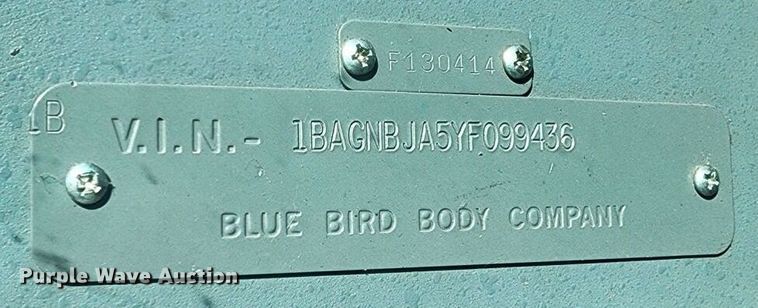 F130414
1B V.I.N.- 1BAGNBJA5YF099436
BLUE BIRD BODY COMPANY
Purple Wave Auction